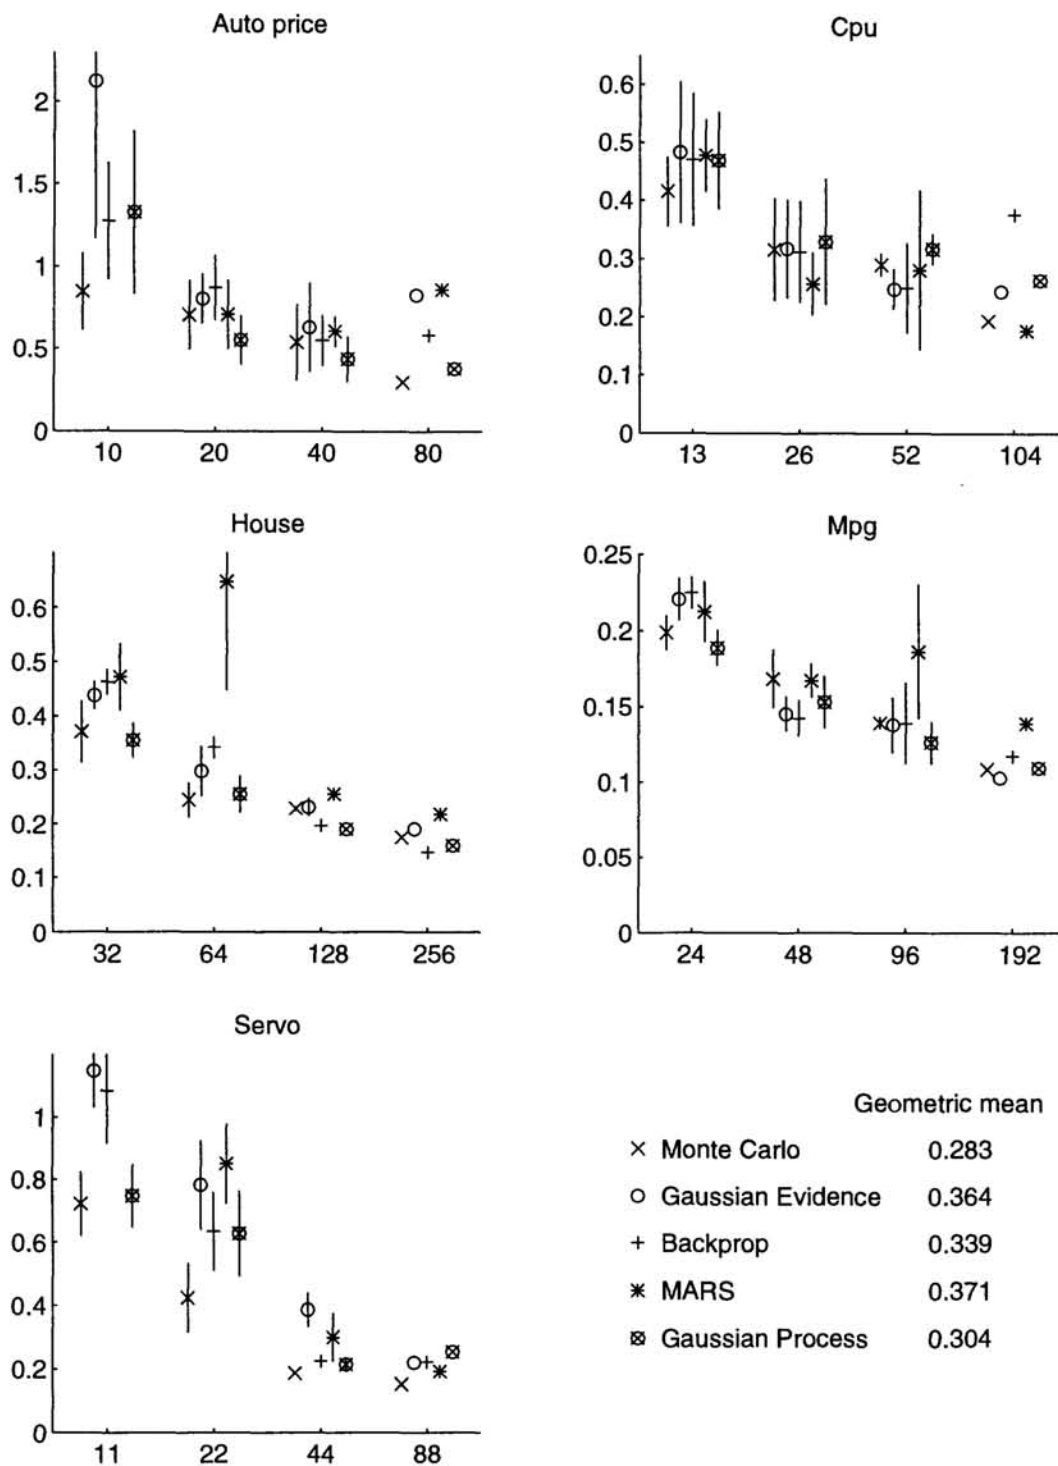 Auto price
2
1.5
1
0.5
0
10 20 40 80
Cpu
0.6
0.5
0.4
0.3
0.2
0.1
0
13 26 52 104
House
0.6
0.5
0.4
0.3
0.2
0.1
0
32 64 128 256
Mpg
0.25
0.2
0.15
0.1
0.05
0
24 48 96 192
Servo
1
0.8
0.6
0.4
0.2
0
11 22 44 88
Geometric mean
Monte Carlo 0.283
Gaussian Evidence 0.364
Backprop 0.339
MARS 0.371
Gaussian Process 0.304